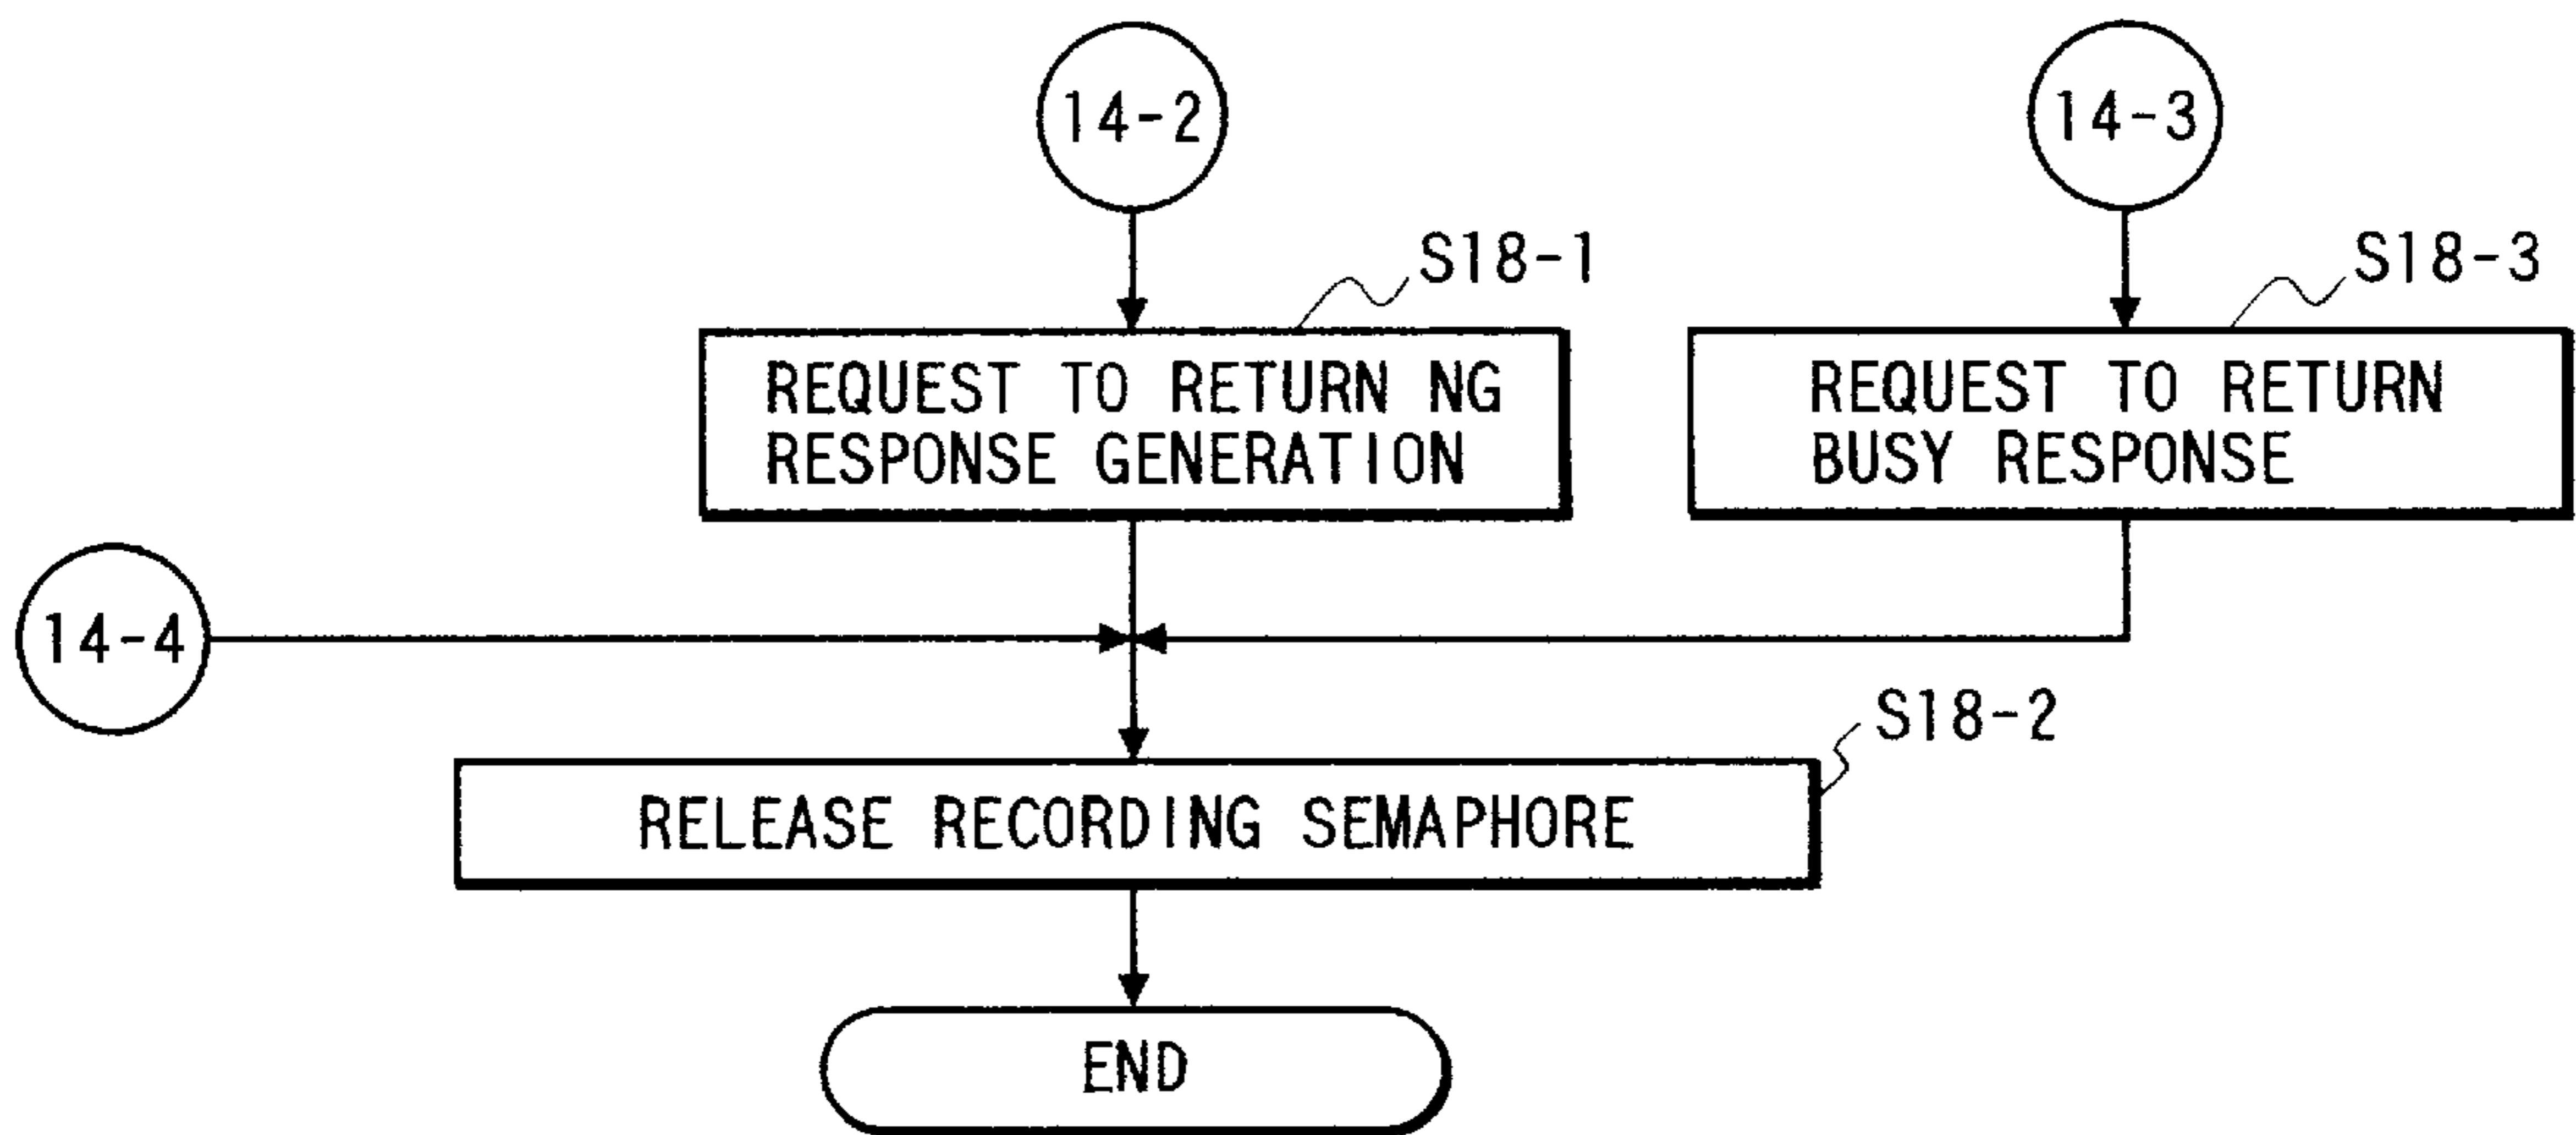 14-2
14-3
S18-1
S18-3
REQUEST TO RETURN NG
RESPONSE GENERATION
REQUEST TO RETURN
BUSY RESPONSE
14-4
S18-2
RELEASE RECORDING SEMAPHORE
END